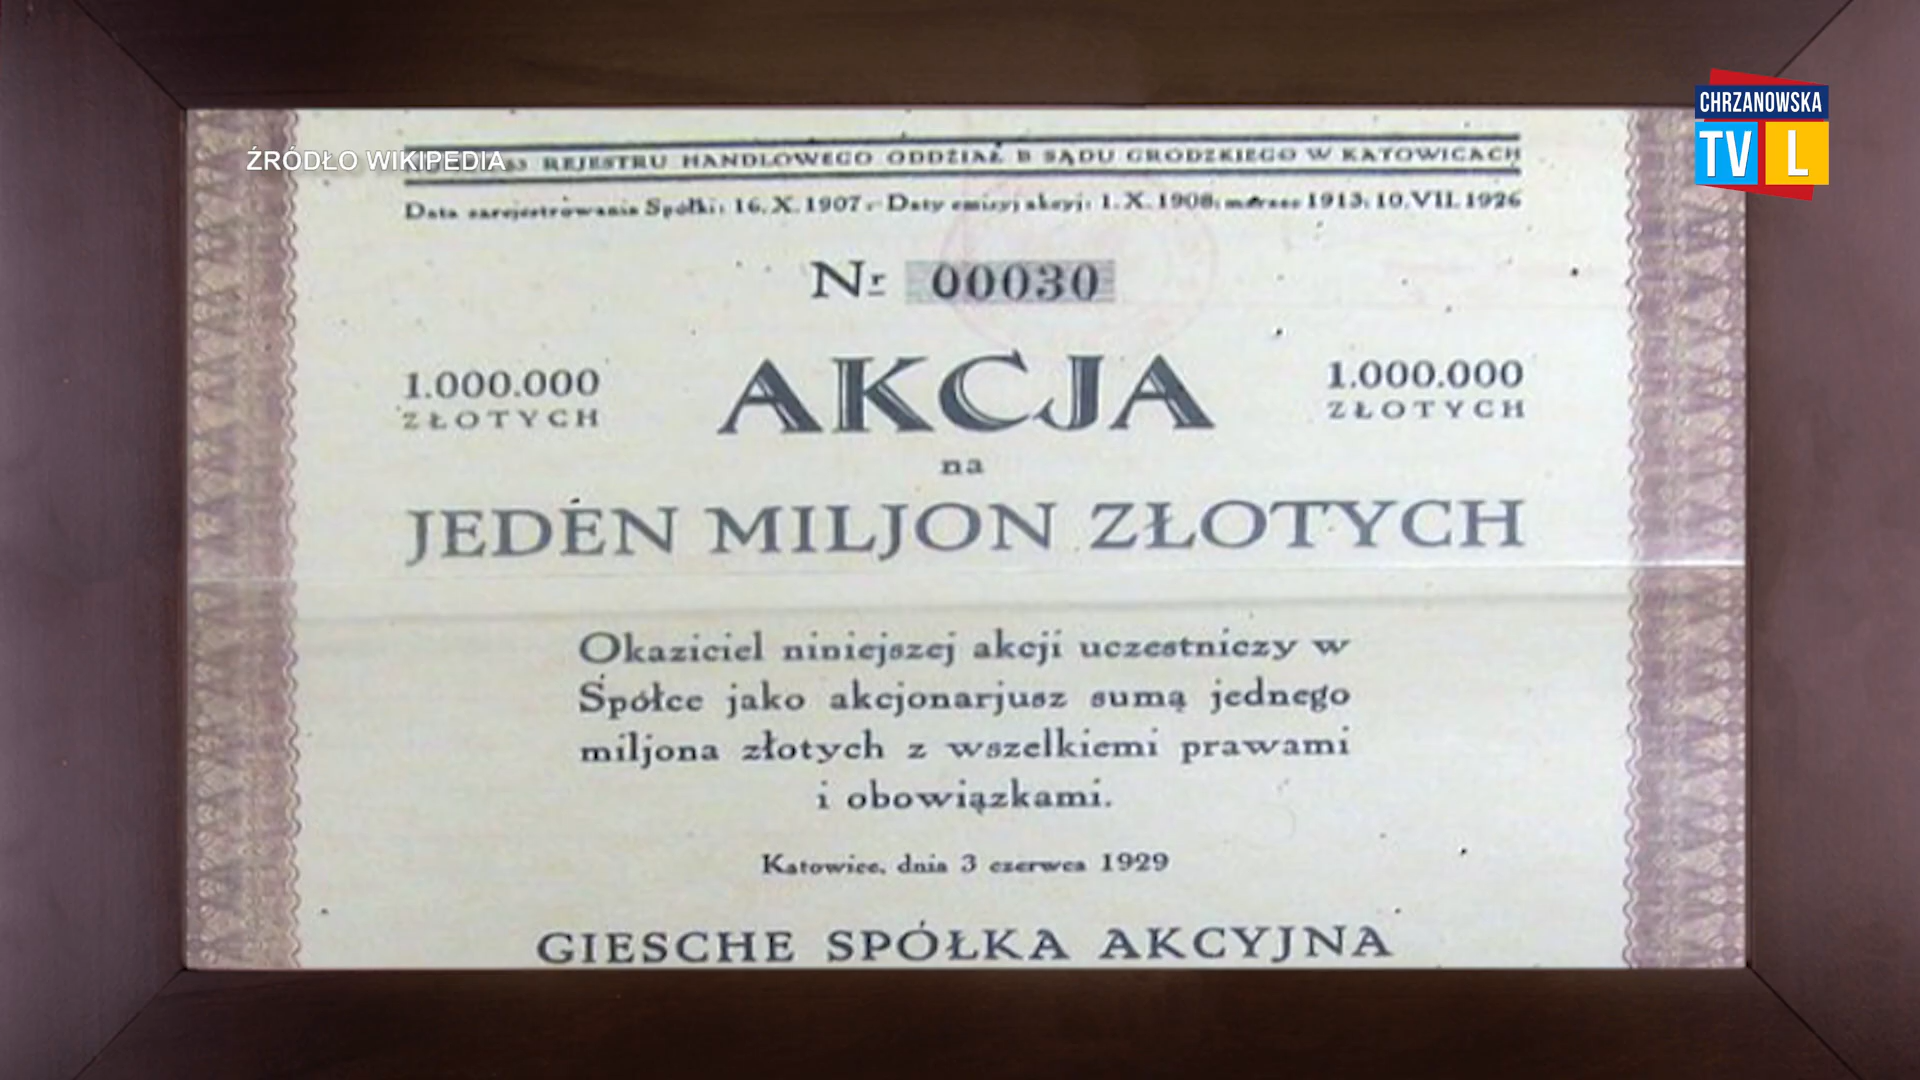 CHRZANOWSKA
TV L
ŹRÓDŁO WIKIPEDIA
REJESTRU HANDLOWEGO ODDZIAŁ B SĄDU GRODZKIEGO W KATOWICACH
Data zarejestrowania Spółki: 16. X. 1907 Daty emisyj akcyj: 1. X. 1908; marzec 1913; 10. VII. 1926
Nr 00030
1.000.000 AKCJA 1.000.000
ZŁOTYCH ZŁOTYCH
na
JEDEN MILJON ZŁOTYCH
Okaziciel niniejszej akcji uczestniczy w
Spółce jako akcjonarjusz sumą jednego
miljona złotych z wszelkiemi prawami
i obowiązkami.
Katowice, dnia 3 czerwca 1929
GIESCHE SPÓŁKA AKCYJNA